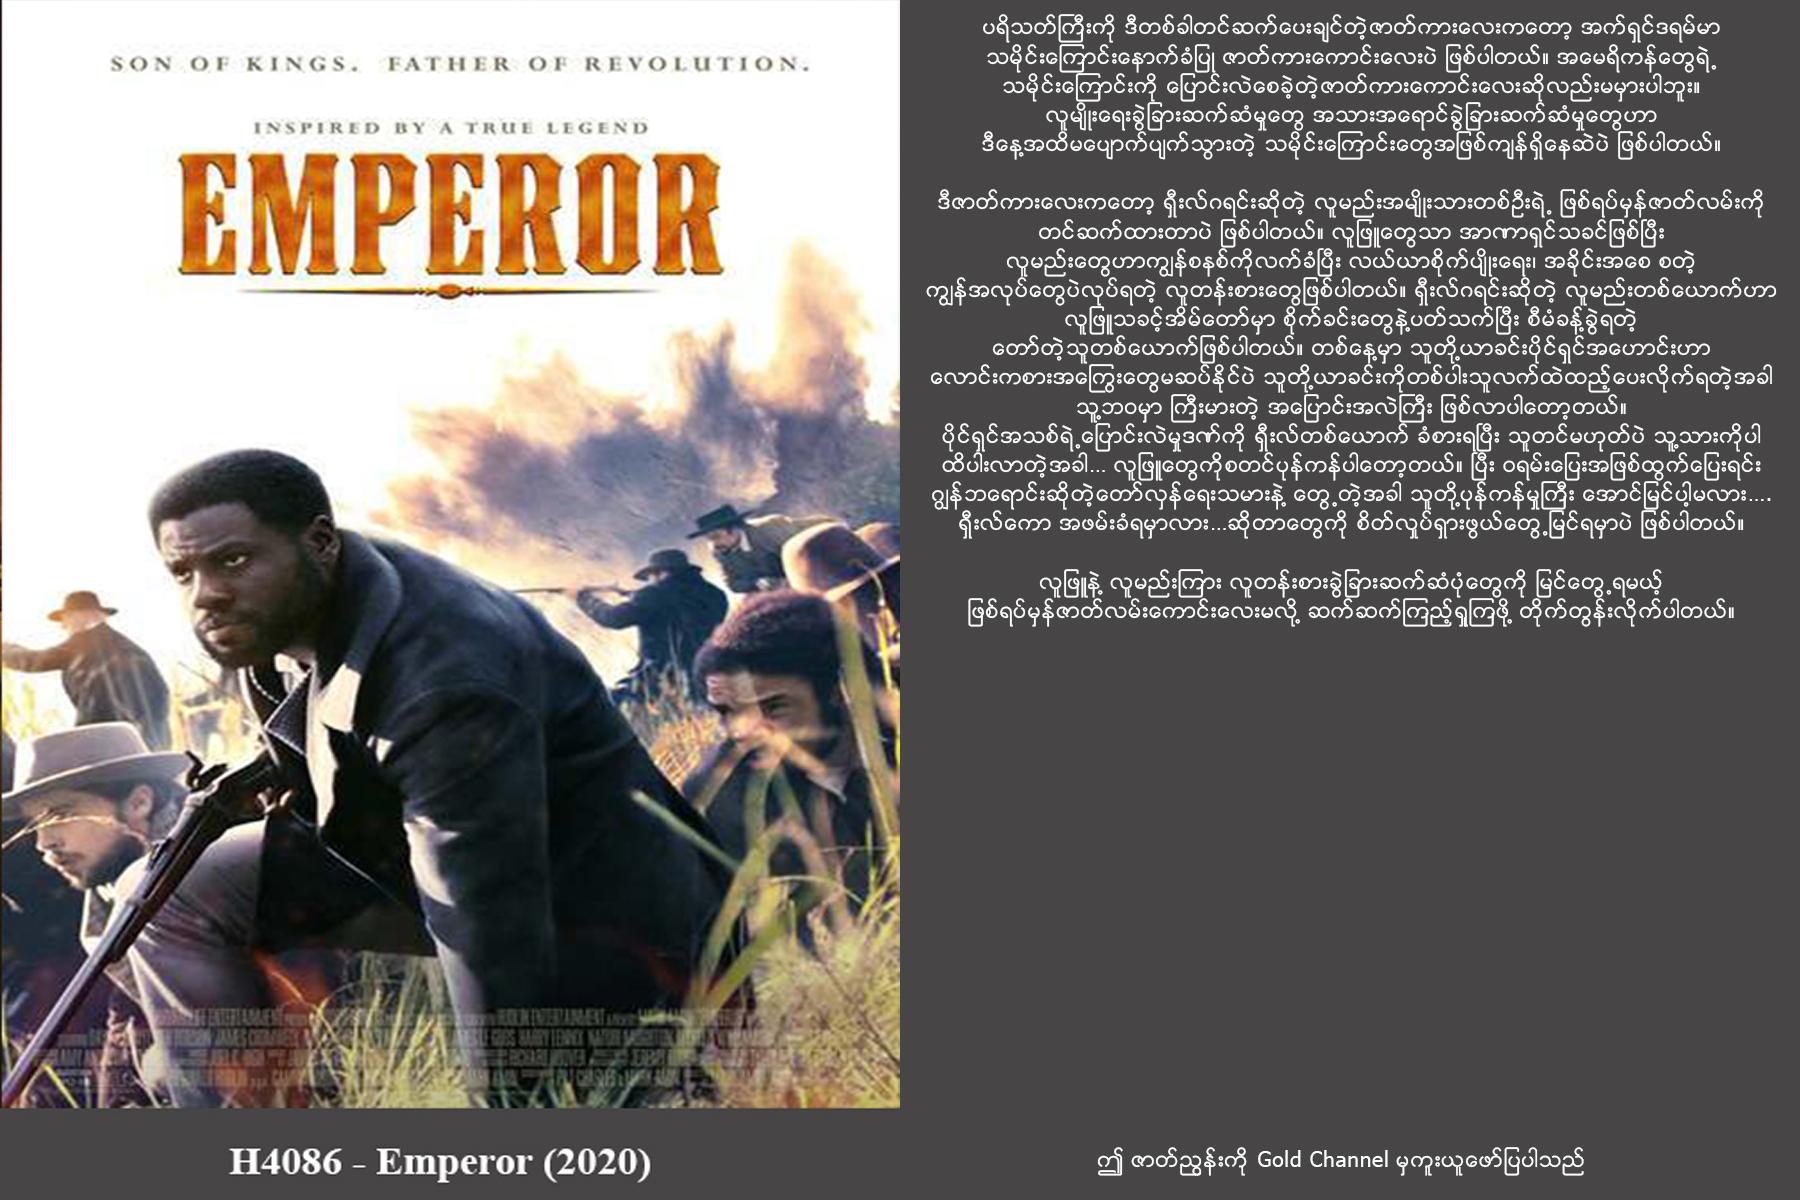 SON OF KINGS. FATHER OF REVOLUTION.
INSPIRED BY A TRUE LEGEND
EMPEROR
H4086 - Emperor (2020)
ပရိသတ်ကြီးကို ဒီတစ်ခါတင်ဆက်ပေးချင်တဲ့ဇာတ်ကားလေးကတော့ အက်ရှင်ဒရမ်မာ
သမိုင်းကြောင်းနောက်ခံပြု ဇာတ်ကားကောင်းလေးပဲ ဖြစ်ပါတယ်။ အမေရိကန်တွေရဲ့
သမိုင်းကြောင်းကို ပြောင်းလဲစေခဲ့တဲ့ဇာတ်ကားကောင်းလေးဆိုလည်းမမှားပါဘူး။
လူမျိုးရေးခွဲခြားဆက်ဆံမှုတွေ အသားအရောင်ခွဲခြားဆက်ဆံမှုတွေဟာ
ဒီနေ့အထိမပျောက်ပျက်သွားတဲ့ သမိုင်းကြောင်းတွေအဖြစ်ကျန်ရှိနေဆဲပဲ ဖြစ်ပါတယ်။
ဒီဇာတ်ကားလေးကတော့ ရှီးလ်ဂရင်းဆိုတဲ့ လူမည်းအမျိုးသားတစ်ဦးရဲ့ ဖြစ်ရပ်မှန်ဇာတ်လမ်းကို
တင်ဆက်ထားတာပဲ ဖြစ်ပါတယ်။ လူဖြူတွေသာ အာဏာရှင်သခင်ဖြစ်ပြီး
လူမည်းတွေဟာကျွန်စနစ်ကိုလက်ခံပြီး လယ်ယာစိုက်ပျိုးရေး၊ အခိုင်းအစေ စတဲ့
ကျွန်အလုပ်တွေပဲလုပ်ရတဲ့ လူတန်းစားတွေဖြစ်ပါတယ်။ ရှီးလ်ဂရင်းဆိုတဲ့ လူမည်းတစ်ယောက်ဟာ
လူဖြူသခင့်အိမ်တော်မှာ စိုက်ခင်းတွေနဲ့ပတ်သက်ပြီး စီမံခန့်ခွဲရတဲ့
တော်တဲ့သူတစ်ယောက်ဖြစ်ပါတယ်။ တစ်နေ့မှာ သူတို့ယာခင်းပိုင်ရှင်အဟောင်းဟာ
လောင်းကစားအကြွေးတွေမဆပ်နိုင်ပဲ သူတို့ယာခင်းကိုတစ်ပါးသူလက်ထဲထည့်ပေးလိုက်ရတဲ့အခါ
သူ့ဘဝမှာ ကြီးမားတဲ့ အပြောင်းအလဲကြီး ဖြစ်လာပါတော့တယ်။
ပိုင်ရှင်အသစ်ရဲ့ပြောင်းလဲမှုဒဏ်ကို ရှီးလ်တစ်ယောက် ခံစားရပြီး သူတင်မဟုတ်ပဲ သူ့သားကိုပါ
ထိပါးလာတဲ့အခါ... လူဖြူတွေကိုစတင်ပုန်ကန်ပါတော့တယ်။ ပြီး ဝရမ်းပြေးအဖြစ်ထွက်ပြေးရင်း
ဂျွန်ဘရောင်းဆိုတဲ့တော်လှန်ရေးသမားနဲ့ တွေ့တဲ့အခါ သူတို့ပုန်ကန်မှုကြီး အောင်မြင်ပါ့မလား....
ရှီးလ်ကော အဖမ်းခံရမှာလား...ဆိုတာတွေကို စိတ်လှုပ်ရှားဖွယ်တွေ့မြင်ရမှာပဲ ဖြစ်ပါတယ်။
လူဖြူနဲ့ လူမည်းကြား လူတန်းစားခွဲခြားဆက်ဆံပုံတွေကို မြင်တွေ့ရမယ့်
ဖြစ်ရပ်မှန်ဇာတ်လမ်းကောင်းလေးမလို့ ဆက်ဆက်ကြည့်ရှုကြဖို့ တိုက်တွန်းလိုက်ပါတယ်။
ဤ ဇာတ်ညွှန်းကို Gold Channel မှကူးယူဖော်ပြပါသည်